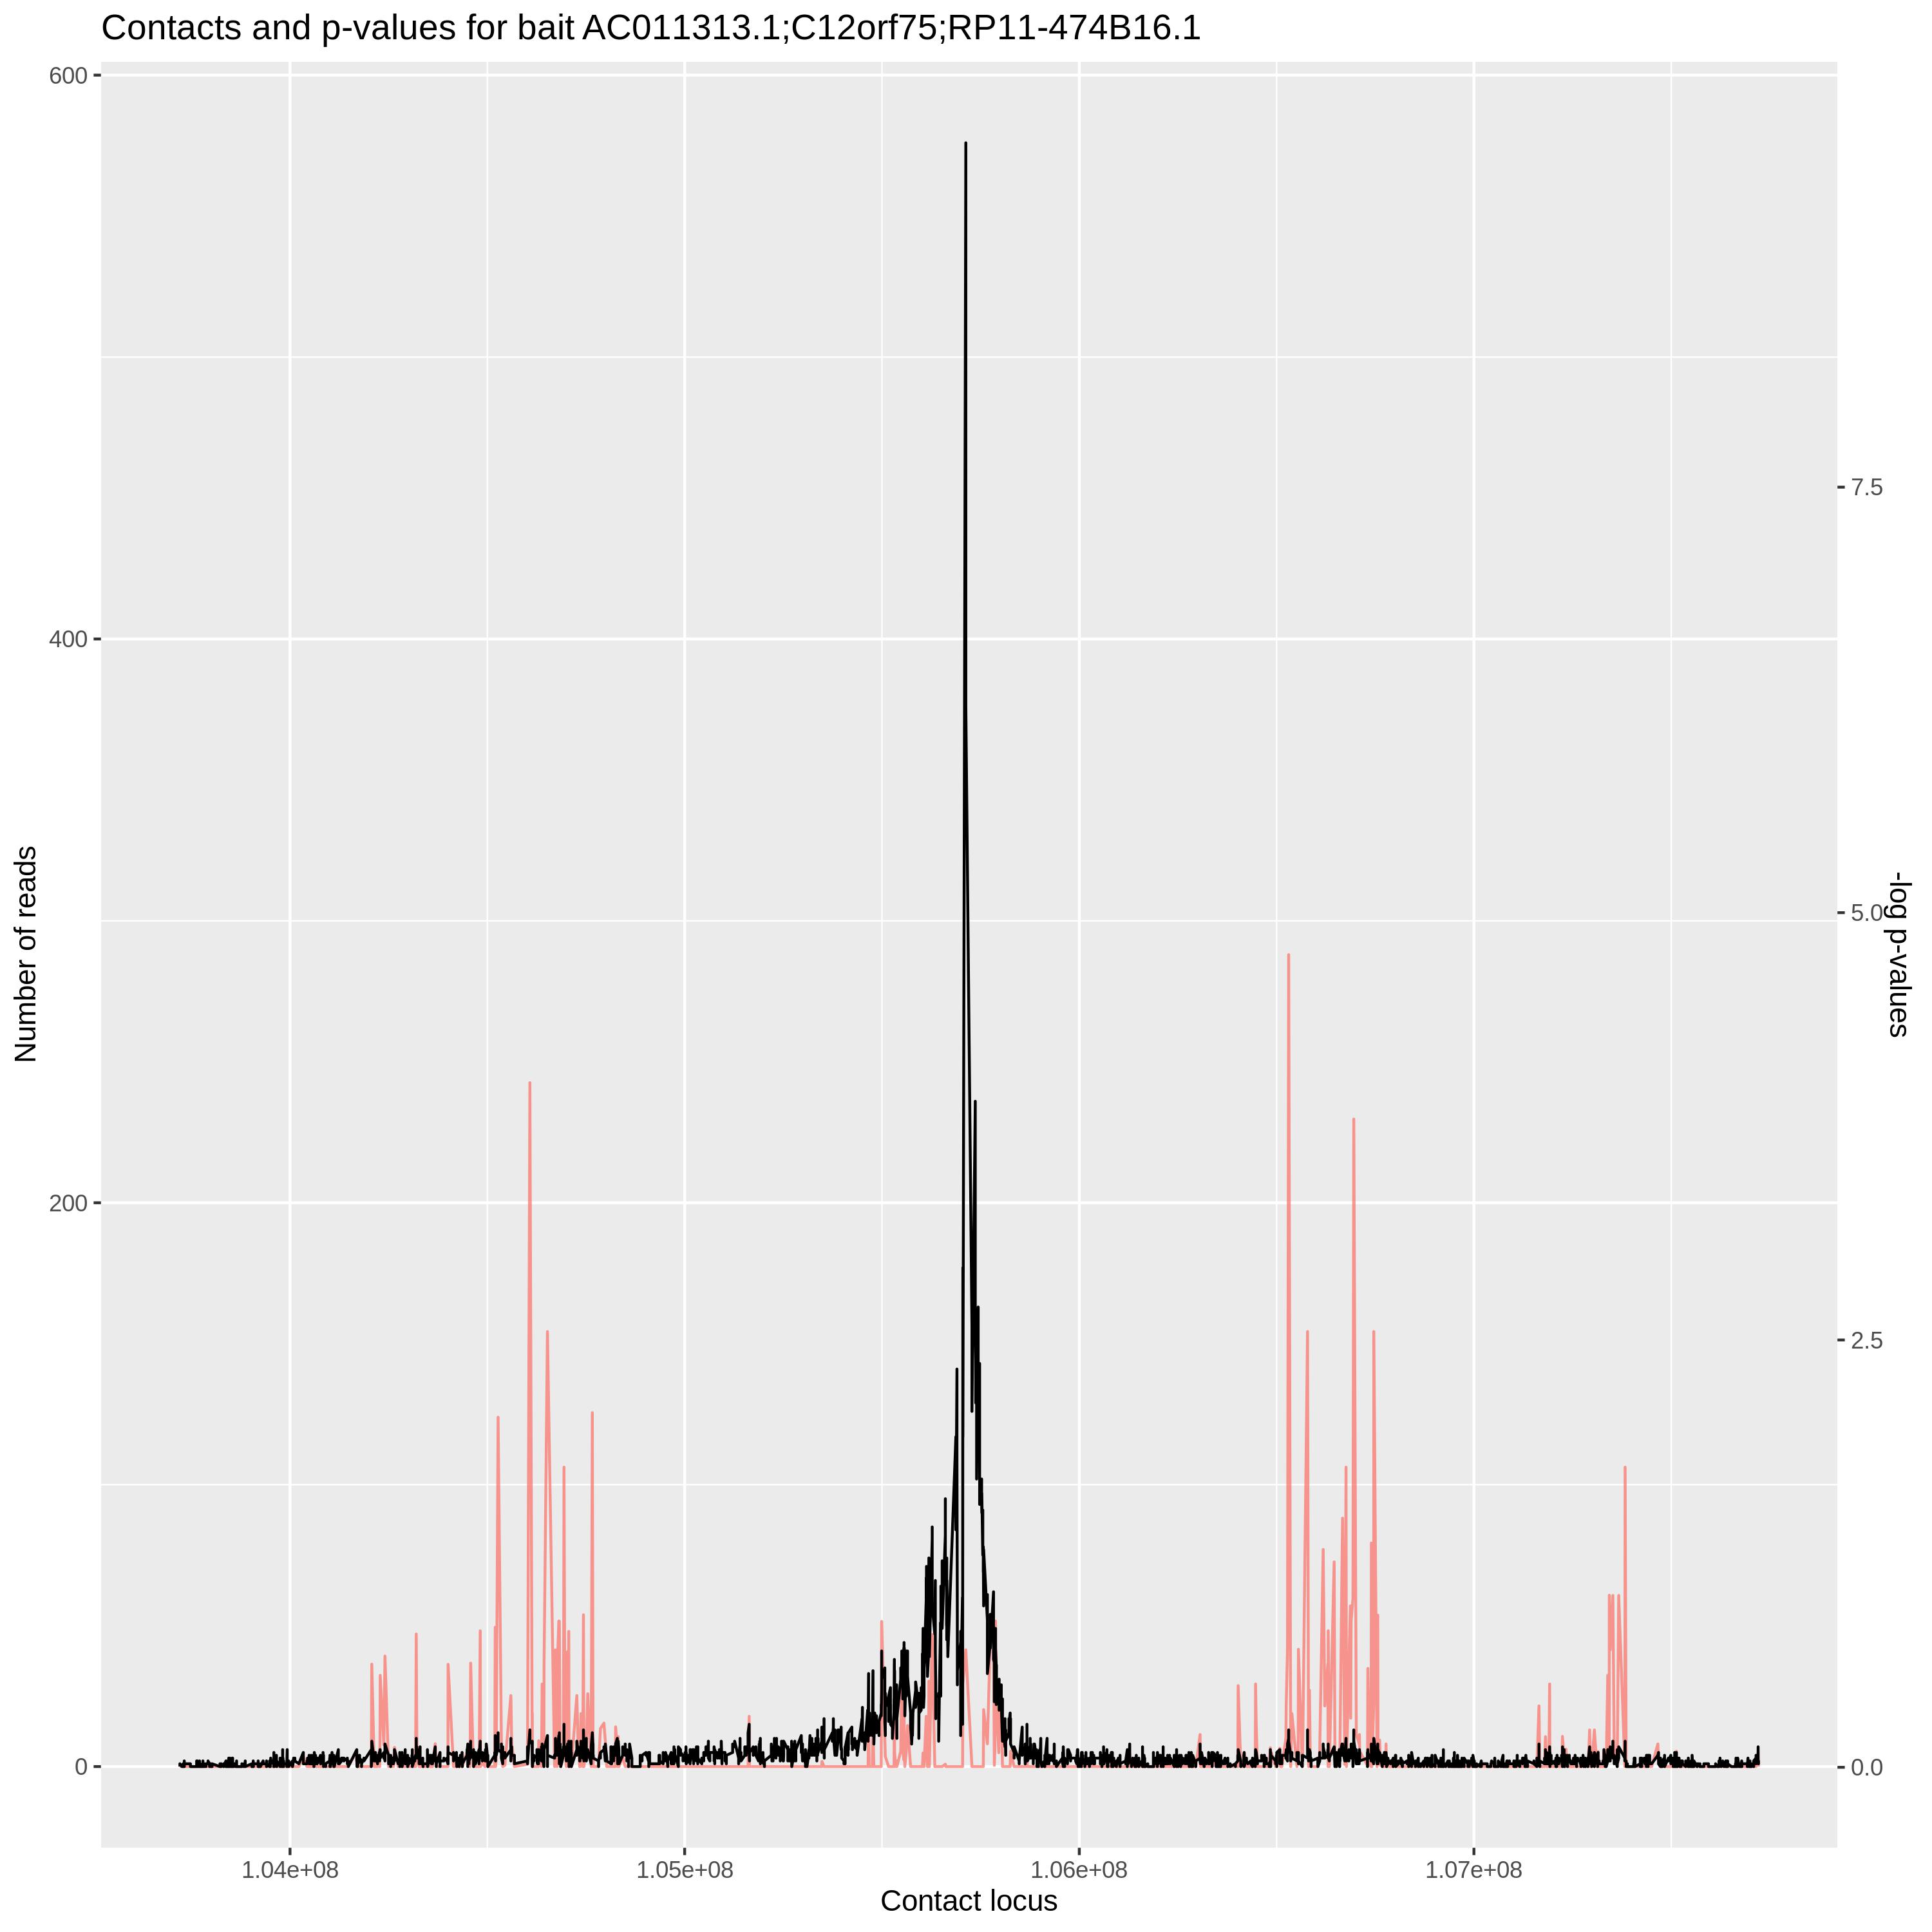 Contacts and p-values for bait AC011313.1;C12orf75;RP11-474B16.1
600
400
200
0
Number of reads
7.5
5.0
2.5
0.0
-log p-values
1.04e+08
1.05e+08
1.06e+08
1.07e+08
Contact locus